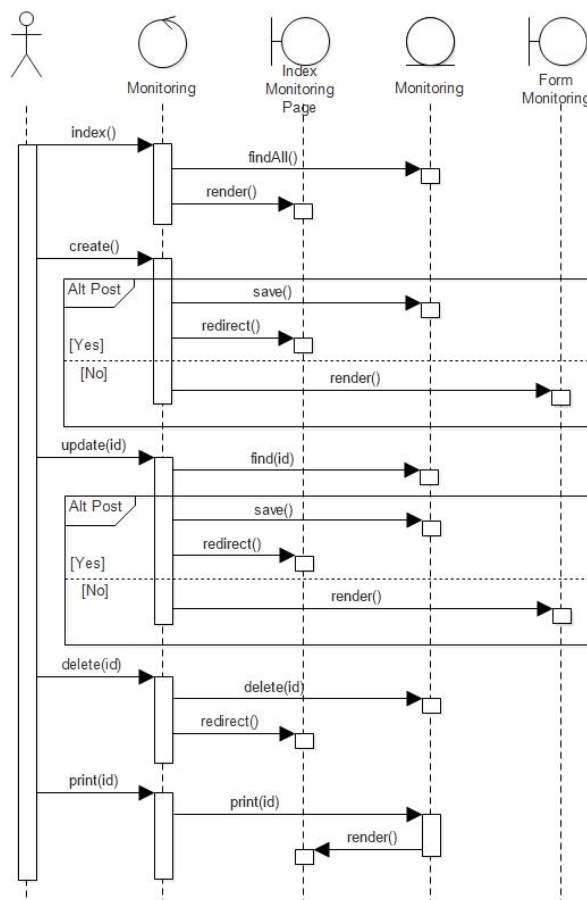 Monitoring
Index
Monitoring
Page
Monitoring
Form
Monitoring
index()
findAll()
render()
create()
Alt Post
save()
redirect()
[Yes]
[No]
render()
update(id)
find(id)
Alt Post
save()
redirect()
[Yes]
[No]
render()
delete(id)
delete(id)
redirect()
print(id)
print(id)
render()